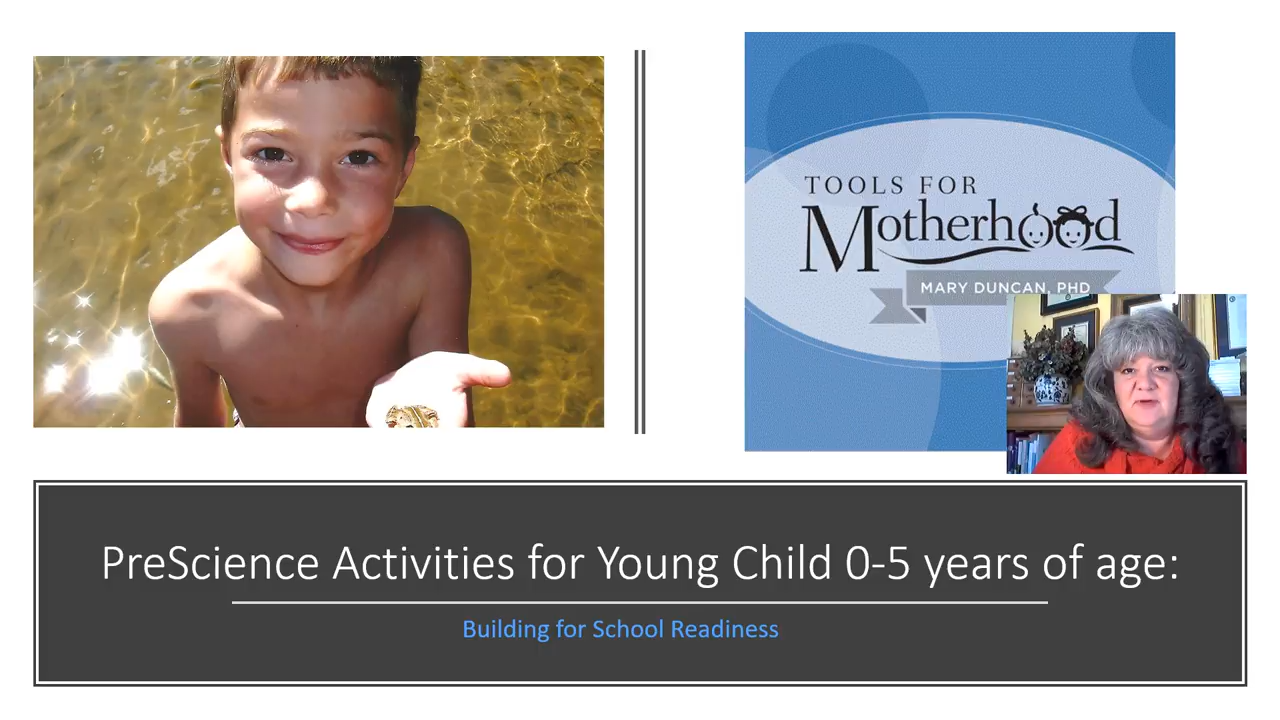 TOOLS FOR
Motherhood
MARY DUNCAN, PHD
PreScience Activities for Young Child 0-5 years of age:
Building for School Readiness